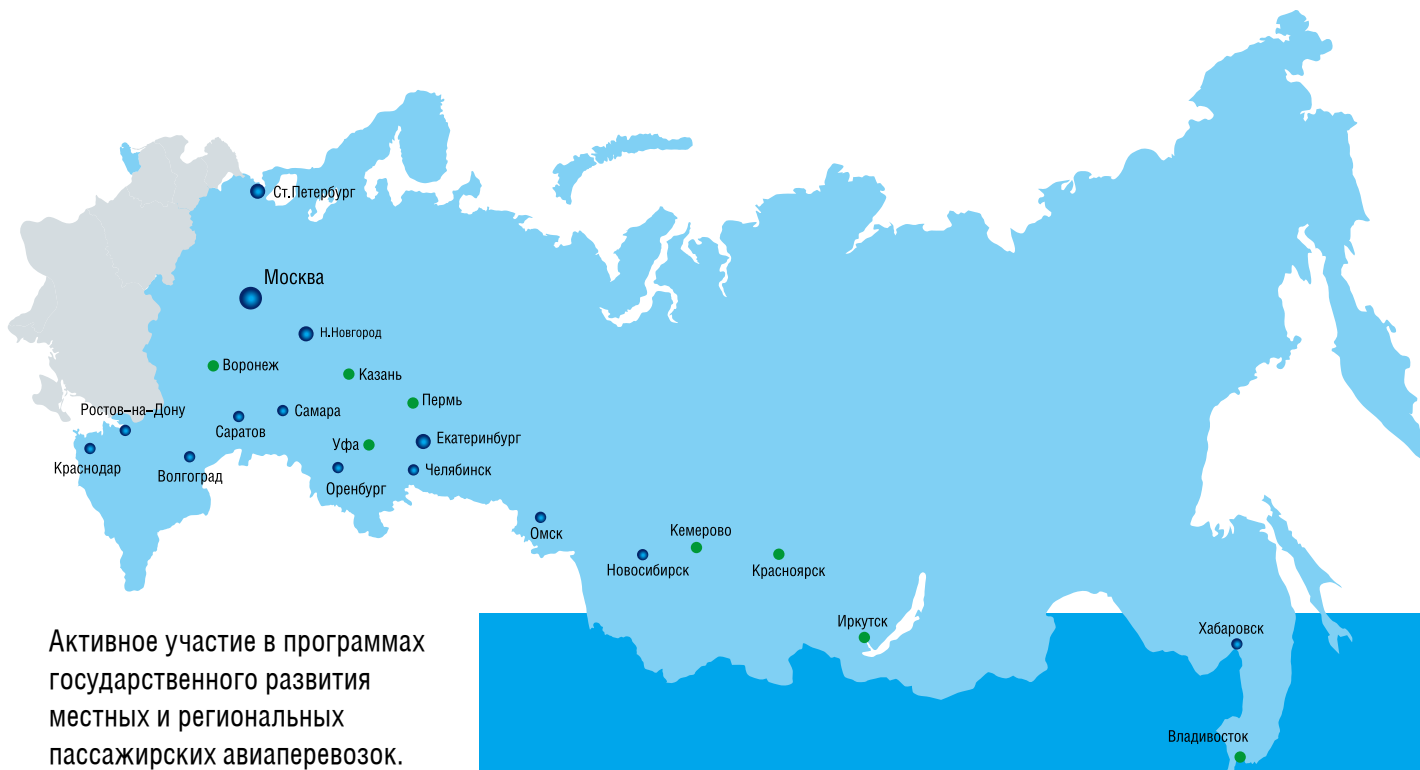 Ст.Петербург
Москва
Н.Новгород
Воронеж
Казань
Пермь
Ростов–на–Дону
Самара
Саратов
Екатеринбург
Уфа
Краснодар
Волгоград
Челябинск
Оренбург
Омск
Кемерово
Новосибирск
Красноярск
Иркутск
Хабаровск
Владивосток
Активное участие в программах
государственного развития
местных и региональных
пассажирских авиаперевозок.